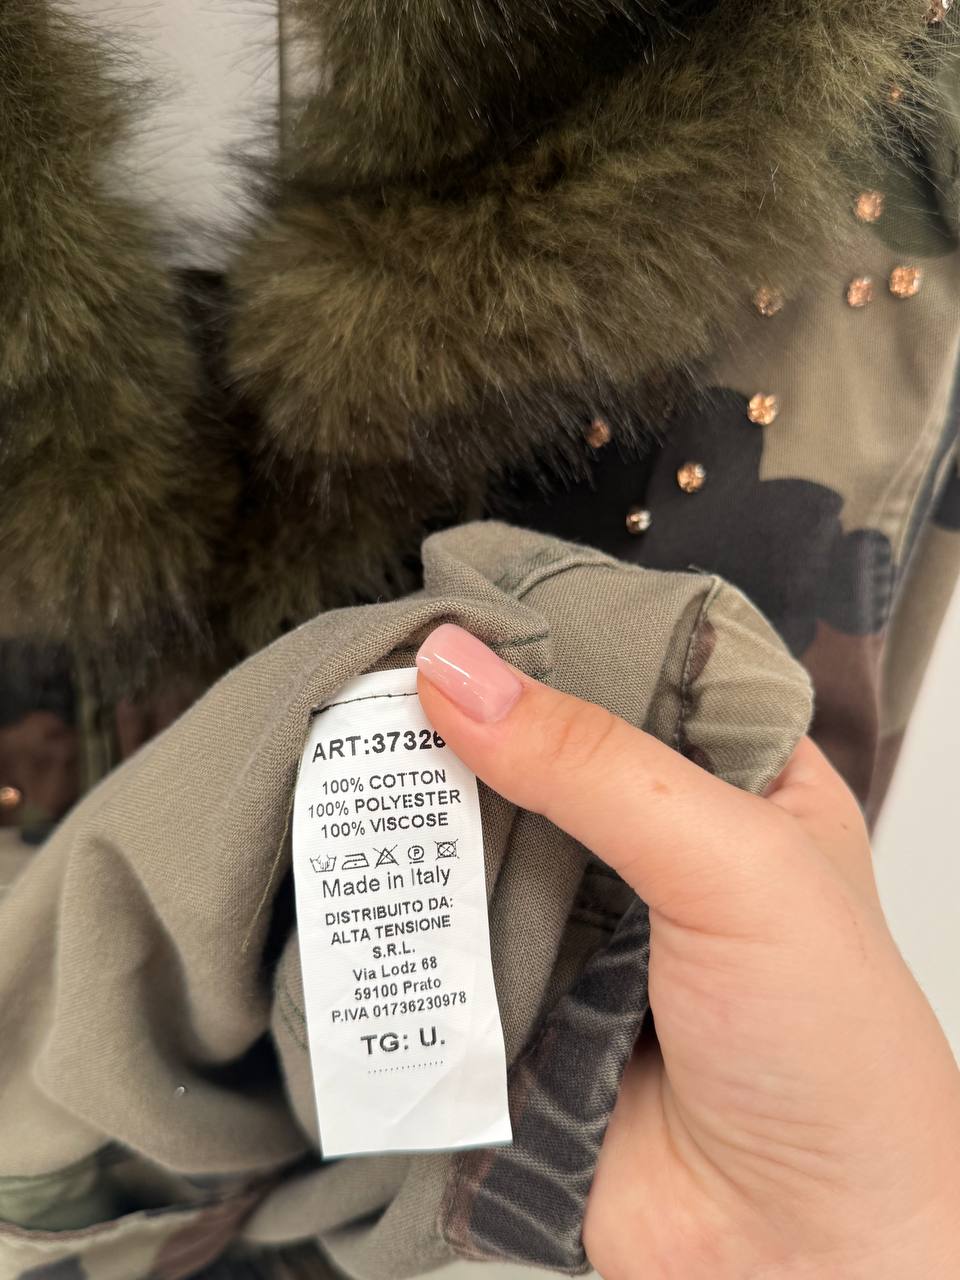 ART:37326
100% COTTON
100% POLYESTER
100% VISCOSE
Made in Italy
DISTRIBUITO DA:
ALTA TENSIONE
S.R.L.
Via Lodz 68
59100 Prato
P.IVA 01736230978
TG: U.